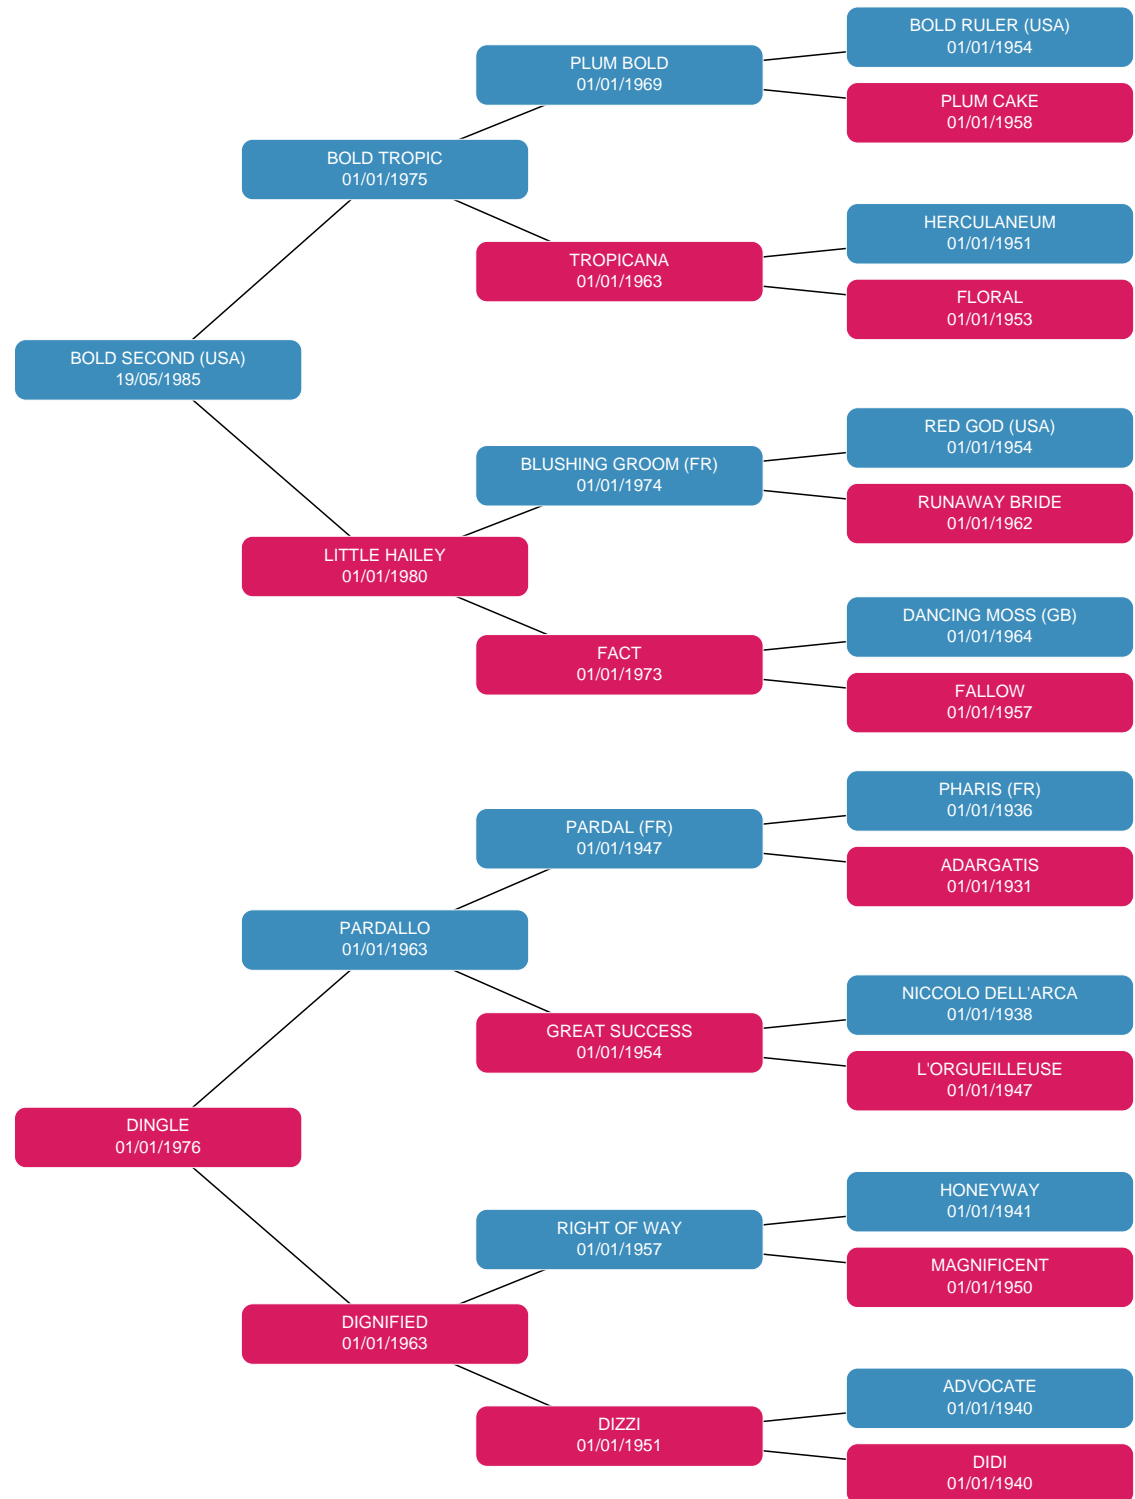 BOLD RULER (USA)
01/01/1954
PLUM BOLD
01/01/1969
PLUM CAKE
01/01/1958
BOLD TROPIC
01/01/1975
HERCULANEUM
01/01/1951
TROPICANA
01/01/1963
FLORAL
01/01/1953
BOLD SECOND (USA)
19/05/1985
RED GOD (USA)
01/01/1954
BLUSHING GROOM (FR)
01/01/1974
RUNAWAY BRIDE
01/01/1962
LITTLE HAILEY
01/01/1980
DANCING MOSS (GB)
01/01/1964
FACT
01/01/1973
FALLOW
01/01/1957
PHARIS (FR)
01/01/1936
PARDAL (FR)
01/01/1947
ADARGATIS
01/01/1931
PARDALLO
01/01/1963
NICCOLO DELL'ARCA
01/01/1938
GREAT SUCCESS
01/01/1954
L'ORGUEILLEUSE
01/01/1947
DINGLE
01/01/1976
HONEYWAY
01/01/1941
RIGHT OF WAY
01/01/1957
MAGNIFICENT
01/01/1950
DIGNIFIED
01/01/1963
ADVOCATE
01/01/1940
DIZZI
01/01/1951
DIDI
01/01/1940